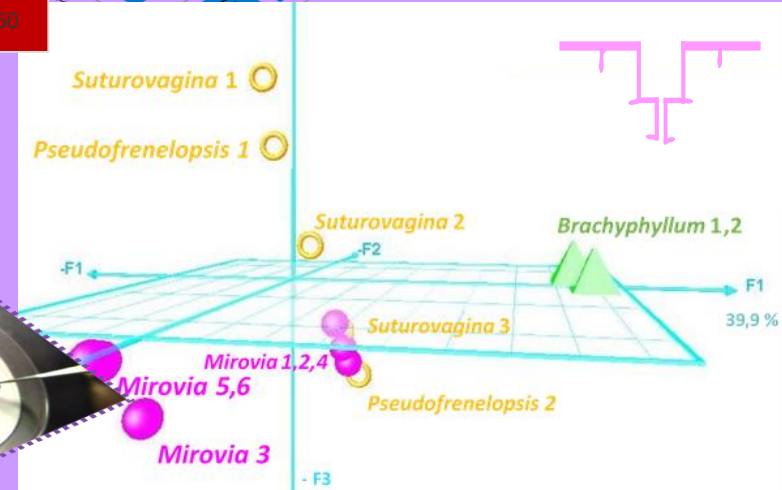 60
Suturovagina 1
Pseudofrenelopsis 1
Suturovagina 2
Brachyphyllum 1,2
-F2
-F1
F1
39,9 %
Suturovagina 3
Mirovia 1,2,4
Mirovia 5,6
Pseudofrenelopsis 2
Mirovia 3
- F3